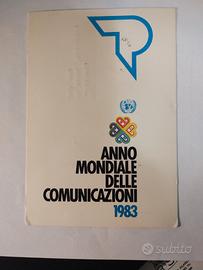 ANNO
MONDIALE
DELLE
COMUNICAZIONI
1983
subito